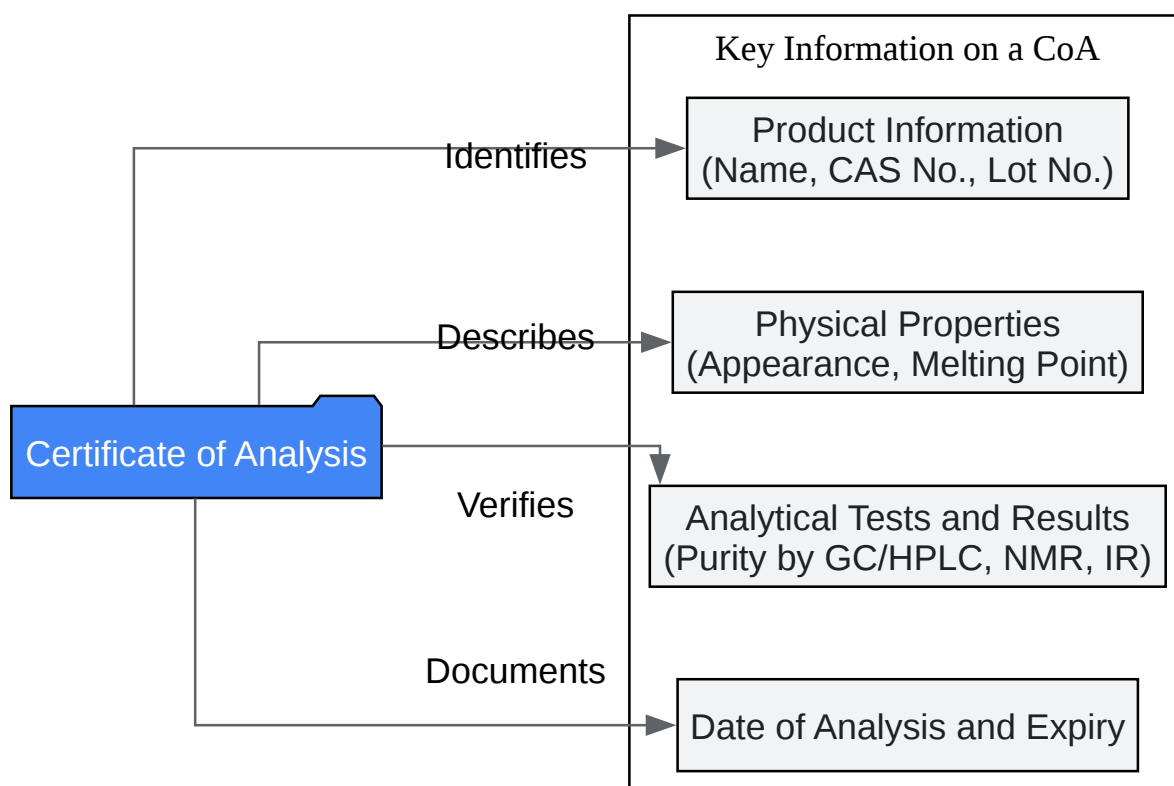 Key Information on a CoA
Identifies
Product Information
(Name, CAS No., Lot No.)
Describes
Physical Properties
(Appearance, Melting Point)
Certificate of Analysis
Verifies
Analytical Tests and Results
(Purity by GC/HPLC, NMR, IR)
Documents
Date of Analysis and Expiry